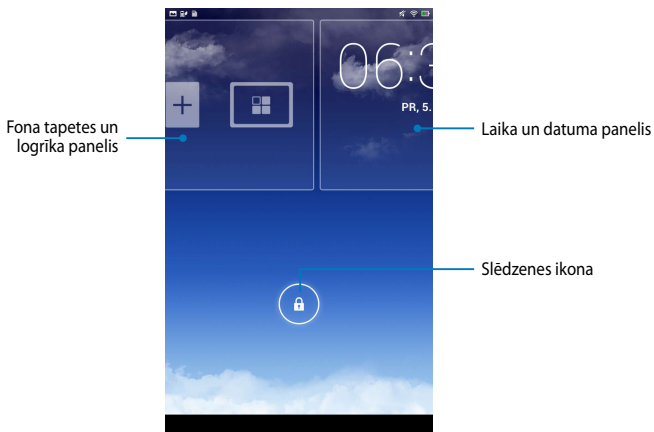 06:3
PR, 5.
Fona tapetes un
logrīka panelis
Laika un datuma panelis
Slēdzenes ikona